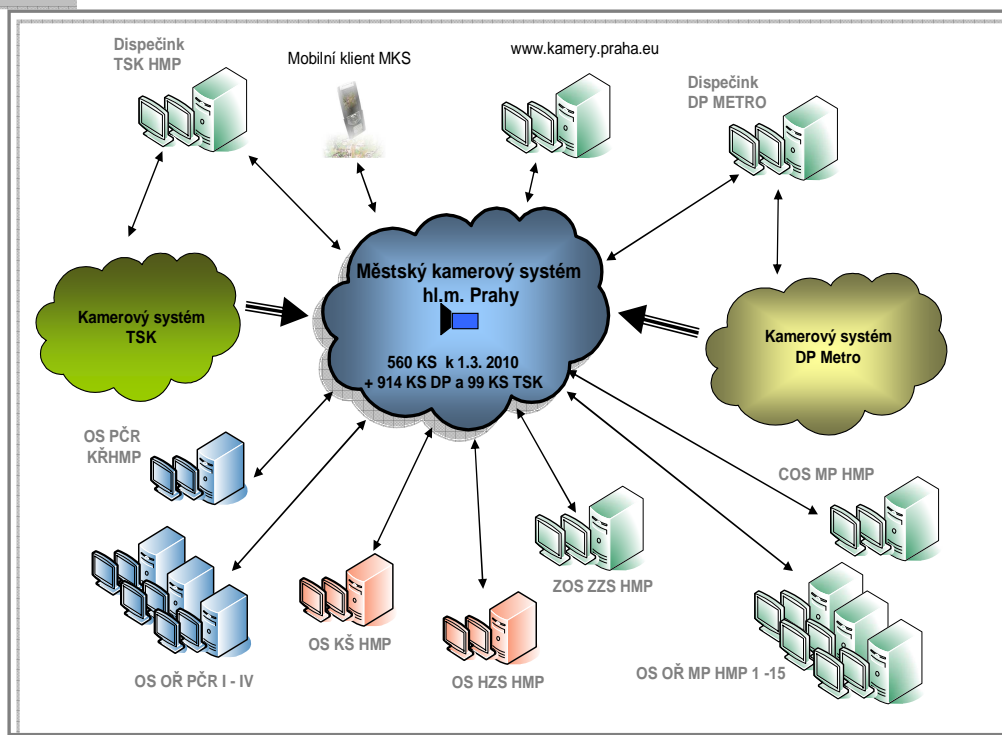 Dispečink
TSK HMP
Mobilní klient MKS
www.kamery.praha.eu
Dispečink
DP METRO
Městský kamerový systém
hl.m. Prahy
560 KS k 1.3. 2010
+ 914 KS DP a 99 KS TSK
Kamerový systém
TSK
Kamerový systém
DP Metro
OS PČR
KŘHMP
COS MP HMP
ZOS ZZS HMP
OS KŠ HMP
OS HZS HMP
OS OŘ PČR I - IV
OS OŘ MP HMP 1 -15